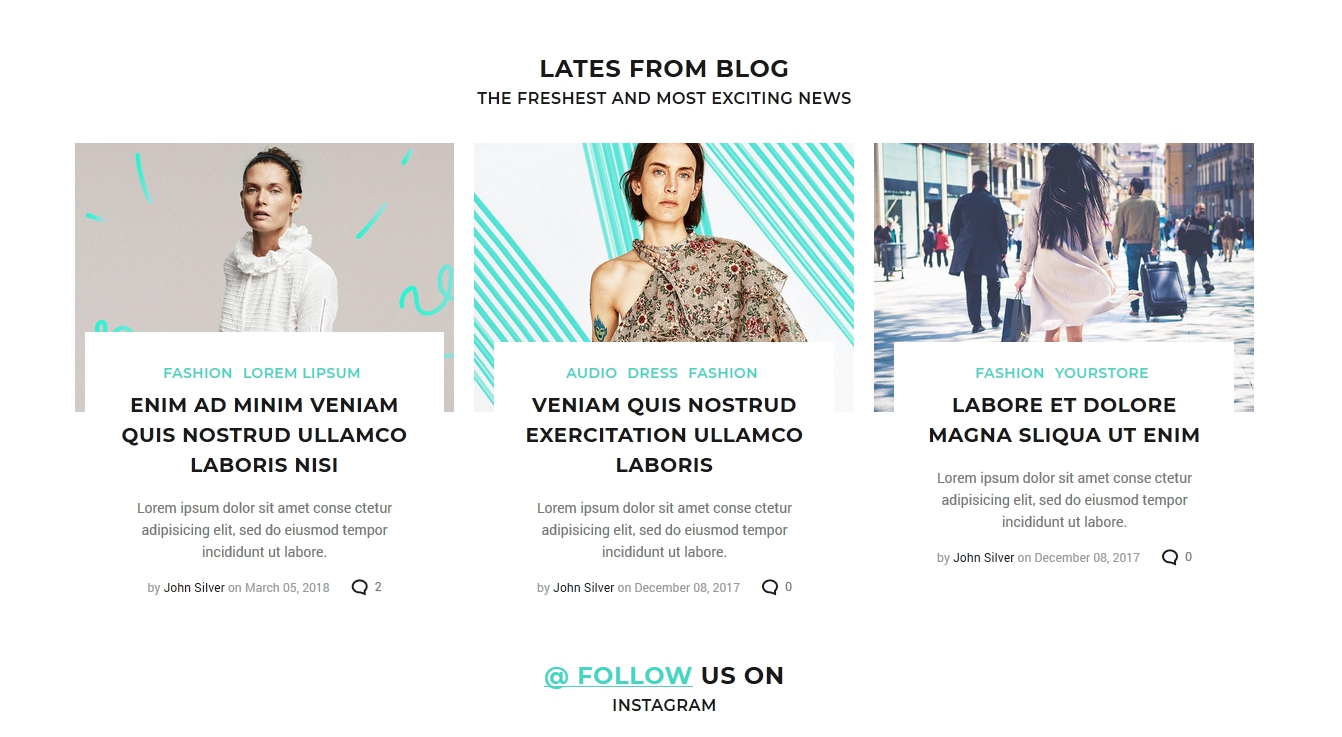 LATES FROM BLOG
THE FRESHEST AND MOST EXCITING NEWS
FASHION LOREM LIPSUM
ENIM AD MINIM VENIAM
QUIS NOSTRUD ULLAMCO
LABORIS NISI
Lorem ipsum dolor sit amet conse ctetur
adipisicing elit, sed do eiusmod tempor
incididunt ut labore.
by John Silver on March 05, 2018 2
AUDIO DRESS FASHION
VENIAM QUIS NOSTRUD
EXERCITATION ULLAMCO
LABORIS
Lorem ipsum dolor sit amet conse ctetur
adipisicing elit, sed do eiusmod tempor
incididunt ut labore.
by John Silver on December 08, 2017 0
FASHION YOURSTORE
LABORE ET DOLORE
MAGNA SLIQUA UT ENIM
Lorem ipsum dolor sit amet conse ctetur
adipisicing elit, sed do eiusmod tempor
incididunt ut labore.
by John Silver on December 08, 2017 0
@ FOLLOW US ON
INSTAGRAM